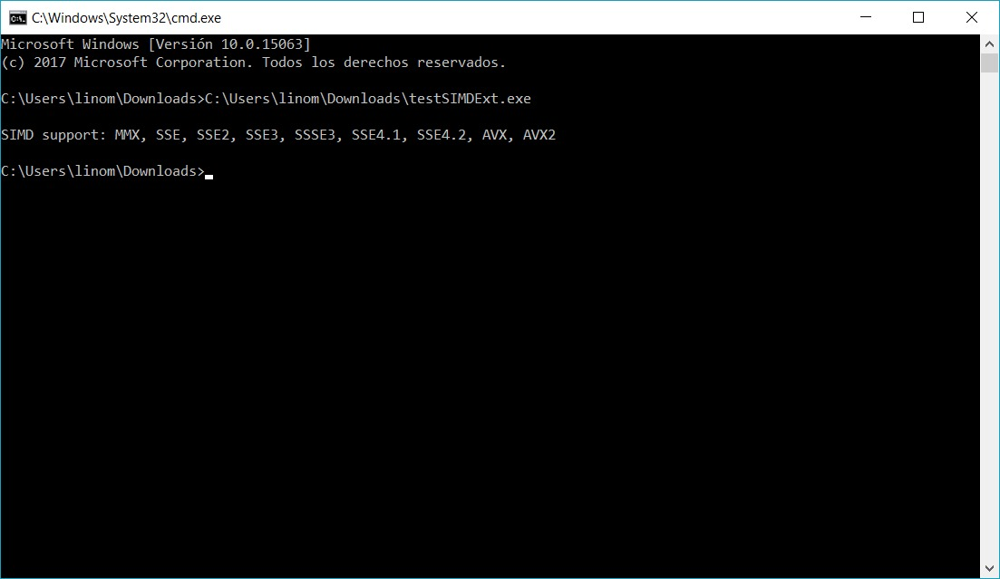 C:\Windows\System32\cmd.exe
Microsoft Windows [Versión 10.0.15063]
(c) 2017 Microsoft Corporation. Todos los derechos reservados.
C:\Users\linom\Downloads>C:\Users\linom\Downloads\testSIMDExt.exe
SIMD support: MMX, SSE, SSE2, SSE3, SSSE3, SSE4.1, SSE4.2, AVX, AVX2
C:\Users\linom\Downloads>